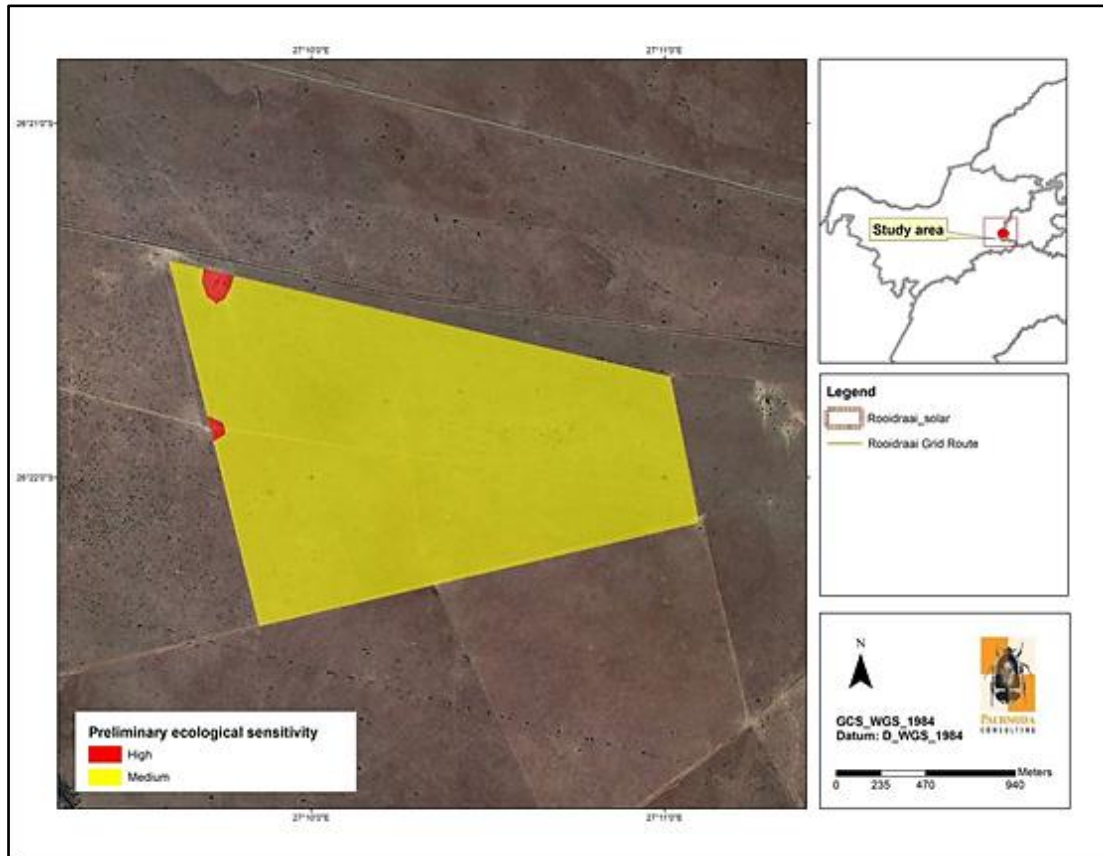 27°10'0"E
27°11'0"E
26°21'0"S
26°22'0"S
Preliminary ecological sensitivity
High
Medium
27°10'0"E
27°11'0"E
Study area
Legend
Rooidraai_solar
Rooidraai Grid Route
N
GCS_WGS_1984
Datum: D_WGS_1984
PACHNODA
CONSULTING
Meters
0 235 470 940